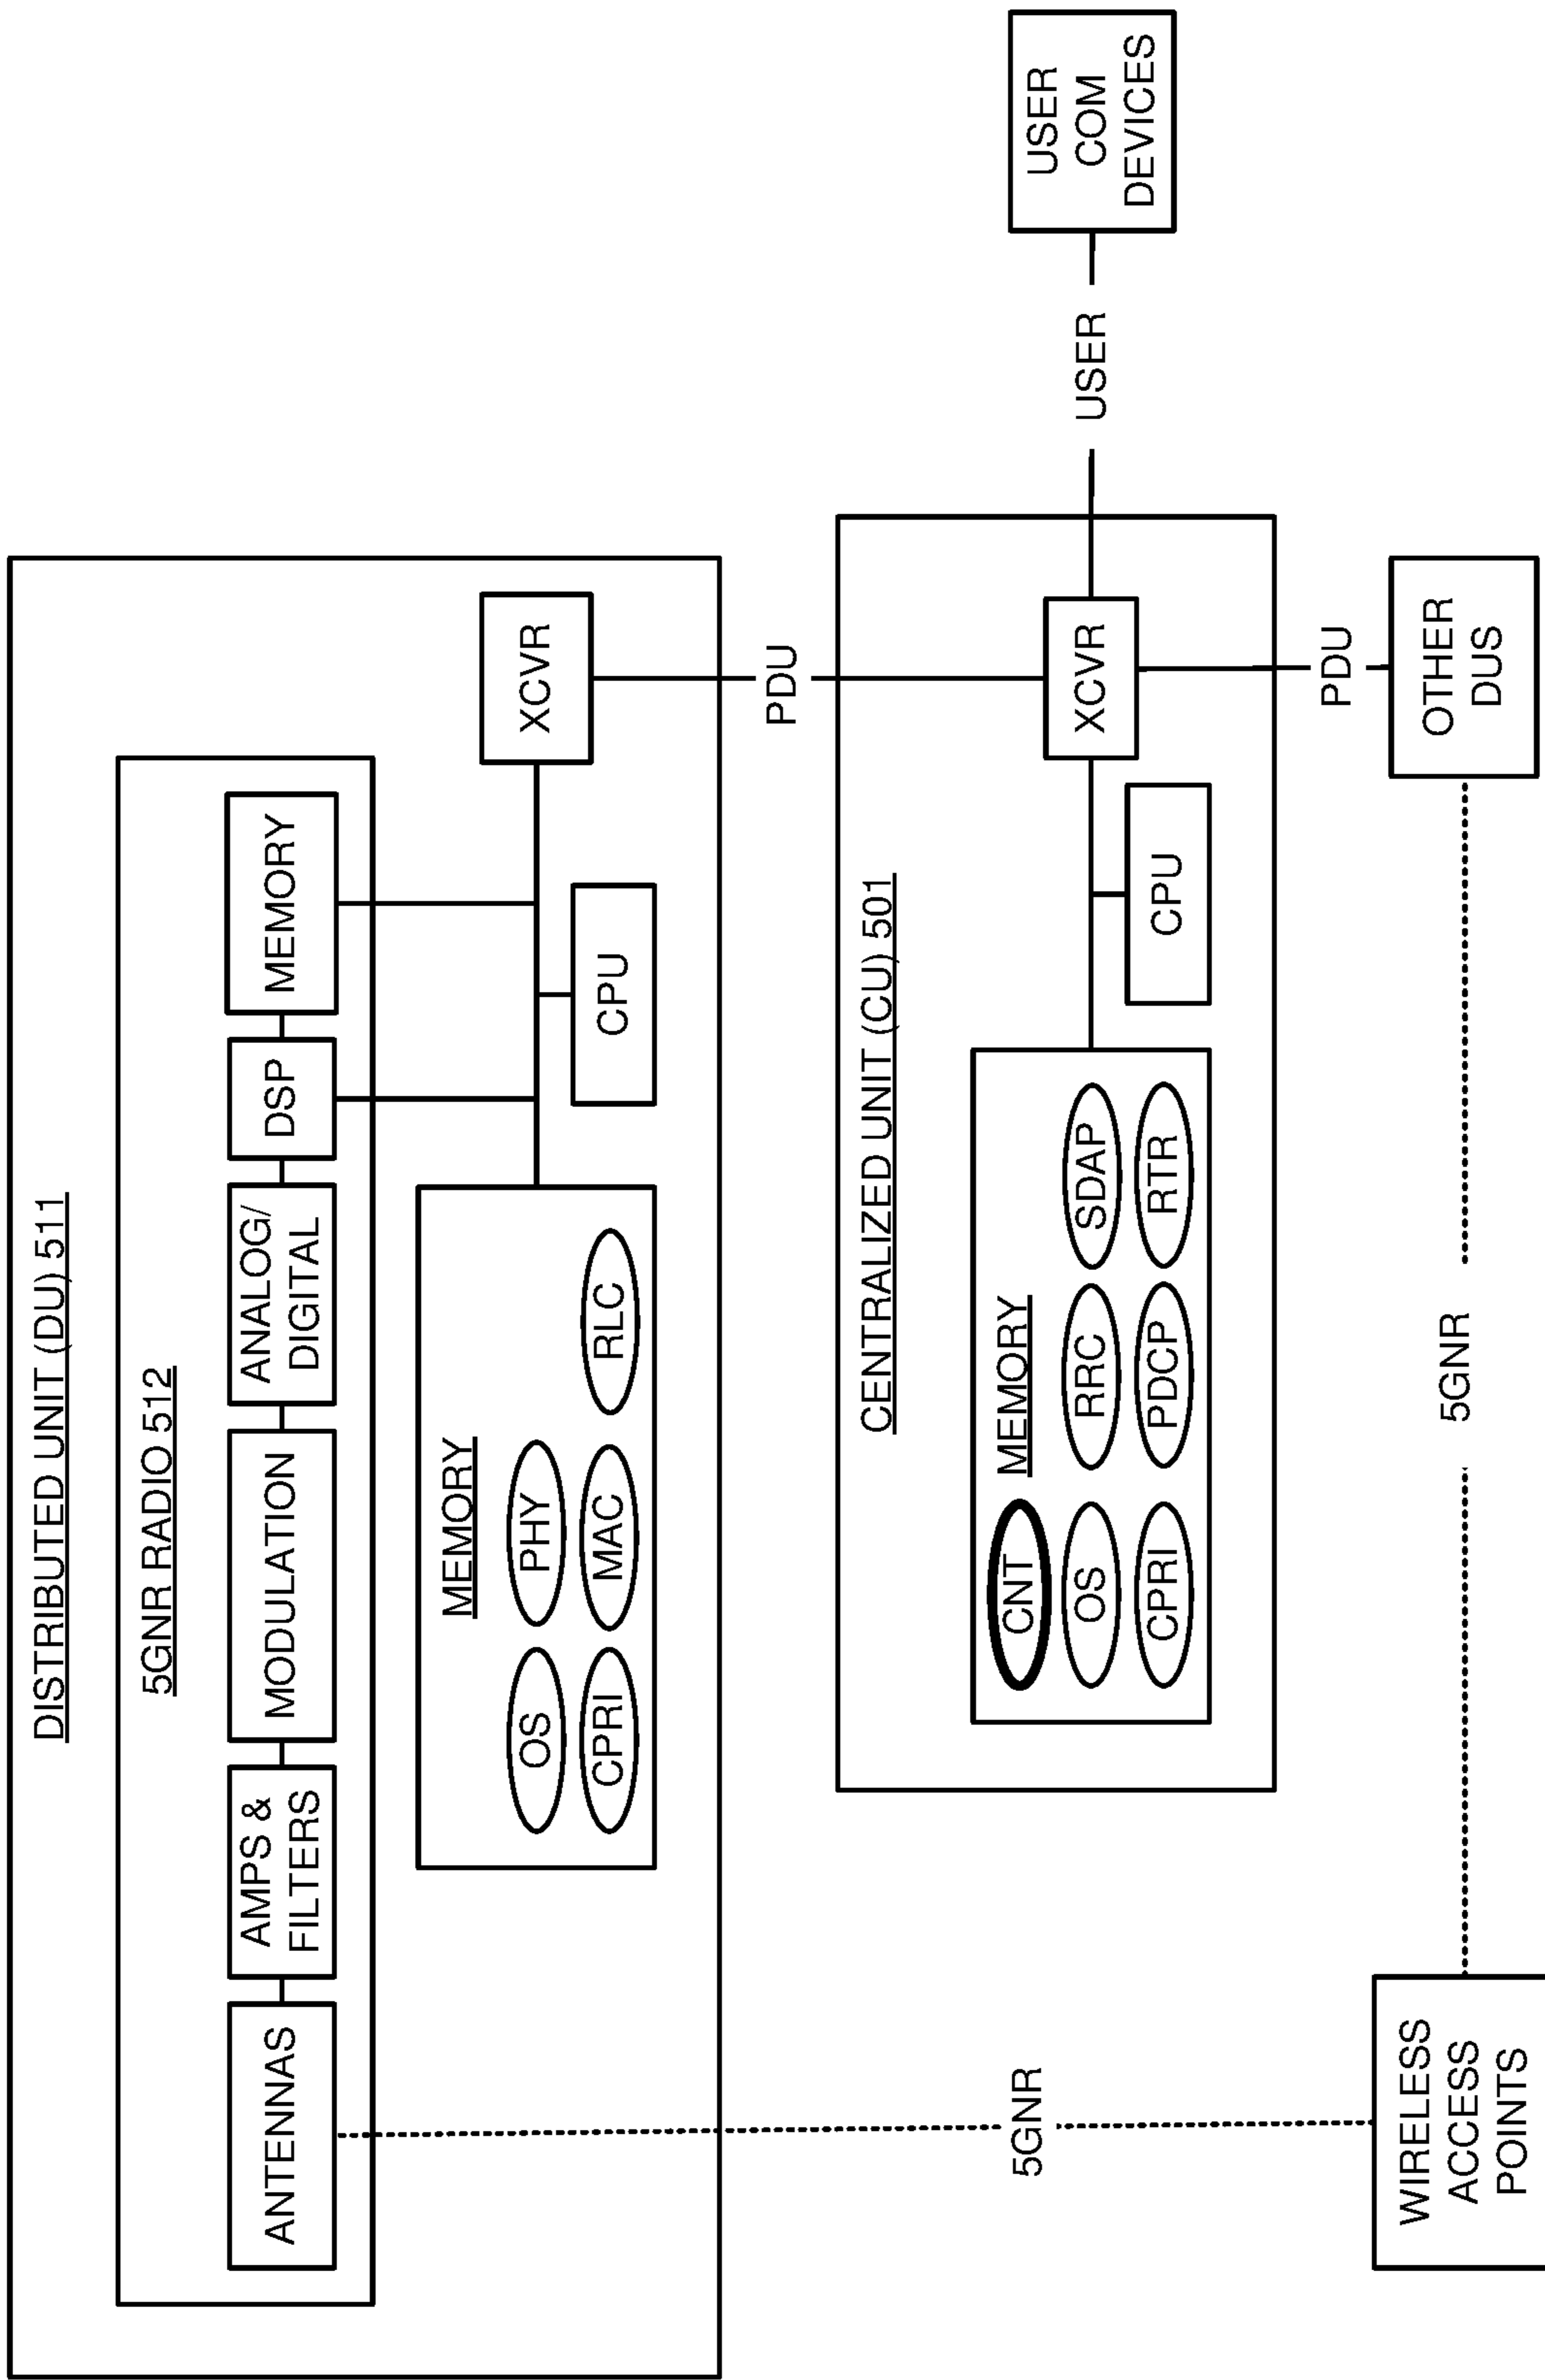 DISTRIBUTED UNIT (DU) 511
5GNR RADIO 512
ANTENNAS
AMPS &
FILTERS
MODULATION
ANALOG/
DIGITAL
DSP
MEMORY
MEMORY
OS
PHY
CPRI
MAC
RLC
CPU
XCVR
PDU
CENTRALIZED UNIT (CU) 501
MEMORY
CNT
OS
RRC
SDAP
CPRI
PDCP
RTR
CPU
XCVR
USER
USER
COM
DEVICES
5GNR
PDU
WIRELESS
ACCESS
POINTS
5GNR
OTHER
DUS